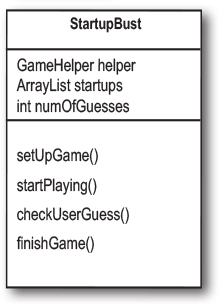 StartupBust
GameHelper helper
ArrayList startups
int numOfGuesses
setUpGame()
startPlaying()
checkUserGuess()
finishGame()